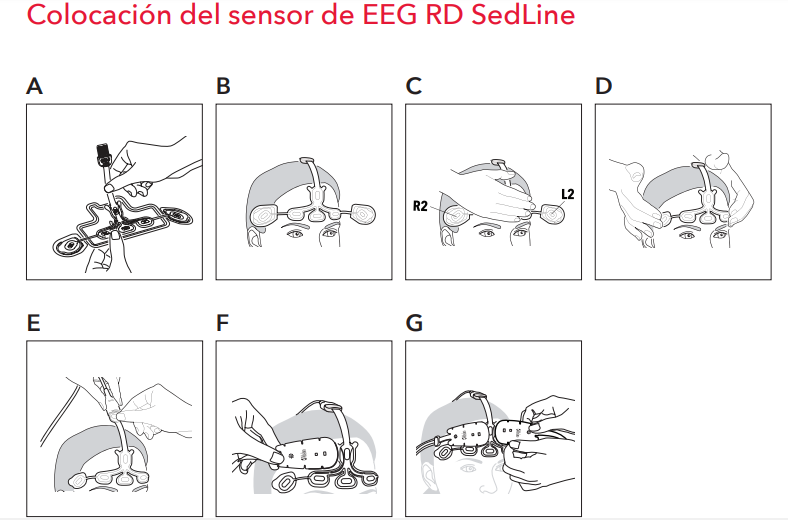 Colocación del sensor de EEG RD SedLine
A B C D
R2 L2
E F G